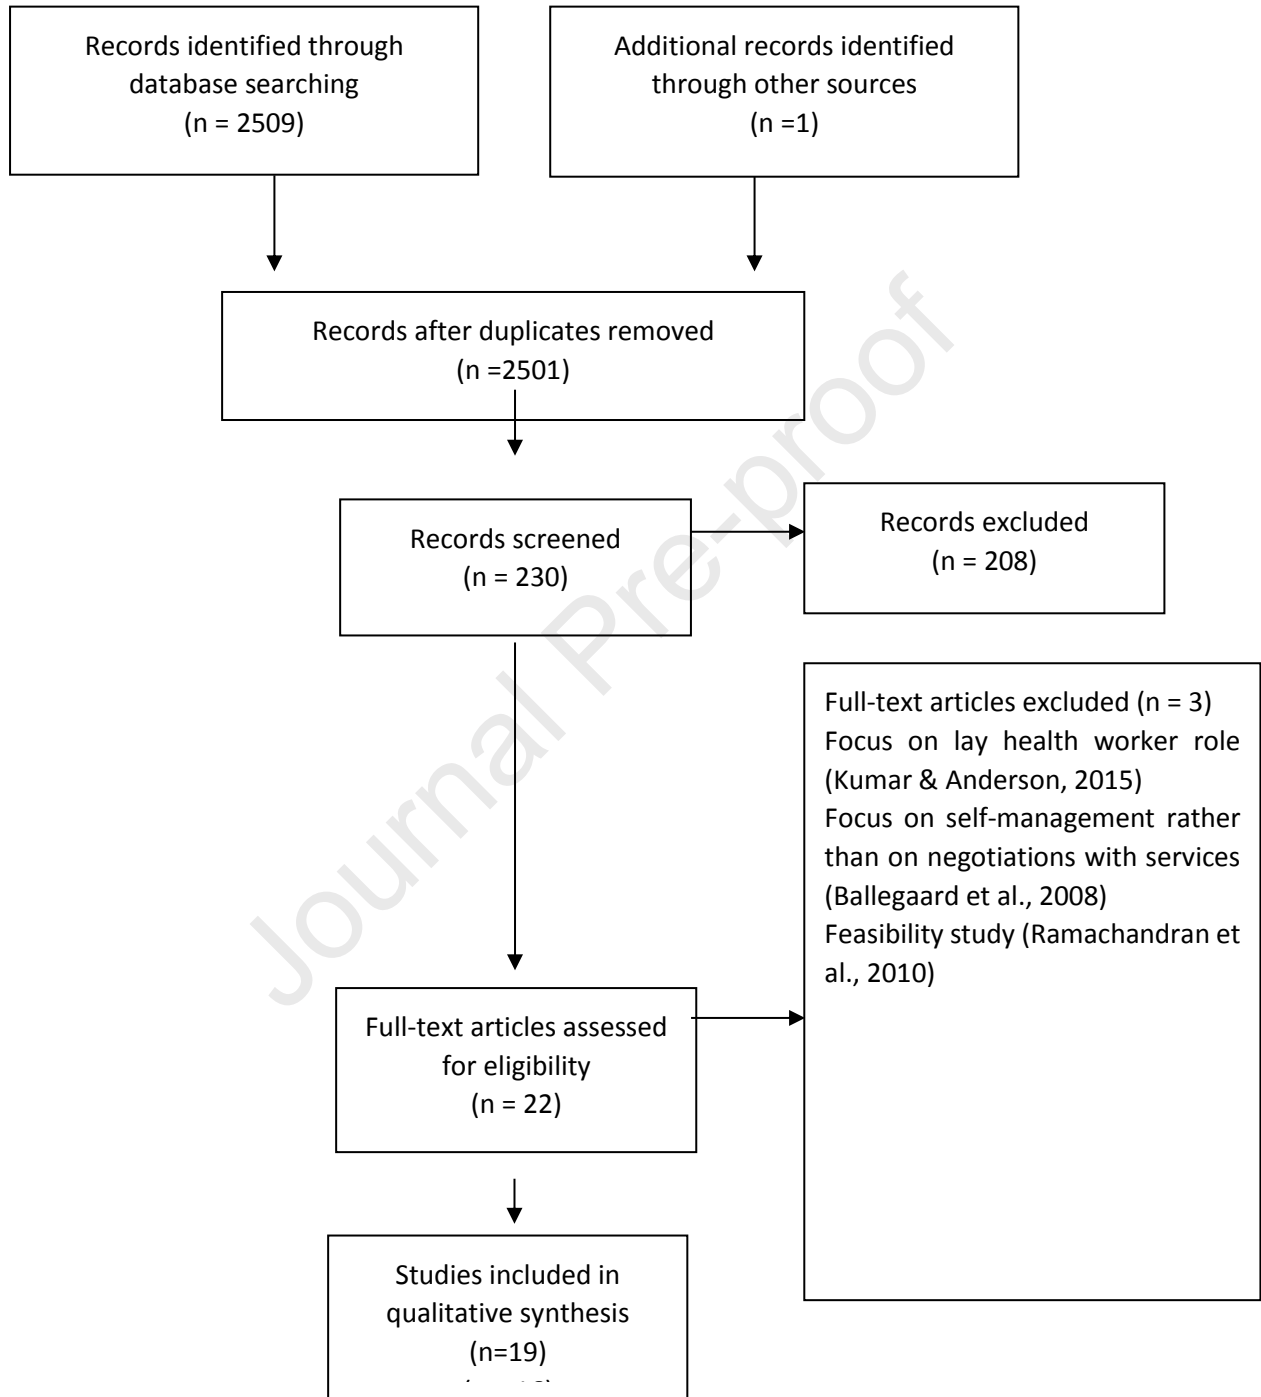 Records identified through
database searching
(n = 2509)
Additional records identified
through other sources
(n =1)
Records after duplicates removed
(n =2501)
Records screened
(n = 230)
Records excluded
(n = 208)
Full-text articles excluded (n = 3)
Focus on lay health worker role
(Kumar & Anderson, 2015)
Focus on self-management rather
than on negotiations with services
(Ballegaard et al., 2008)
Feasibility study (Ramachandran et
al., 2010)
Full-text articles assessed
for eligibility
(n = 22)
Studies included in
qualitative synthesis
(n=19)
Journal Pre-proof